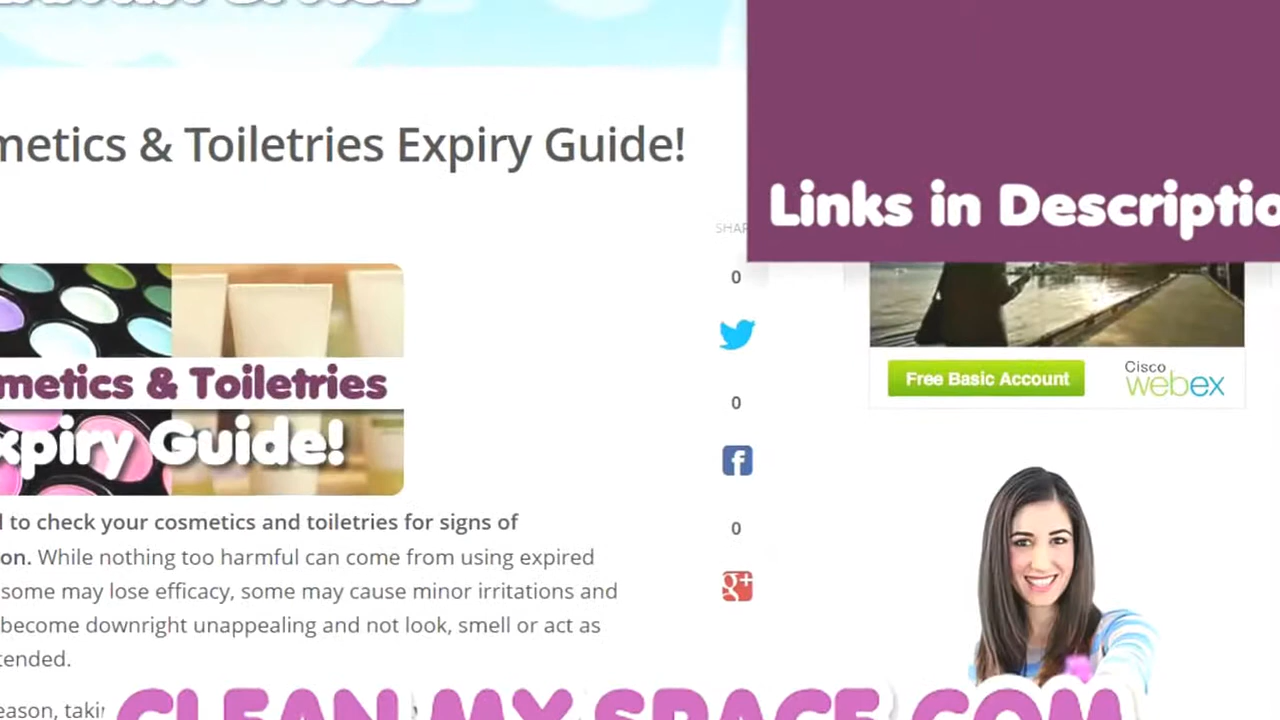 metics & Toiletries Expiry Guide!
Links in Descriptio
0
Free Basic Account
Cisco
webex
metics & Toiletries
xpiry Guide!
0
0
to check your cosmetics and toiletries for signs of
on. While nothing too harmful can come from using expired
some may lose efficacy, some may cause minor irritations and
become downright unappealing and not look, smell or act as
tended.
eason, takin
CLEAN MY SPACE.COM